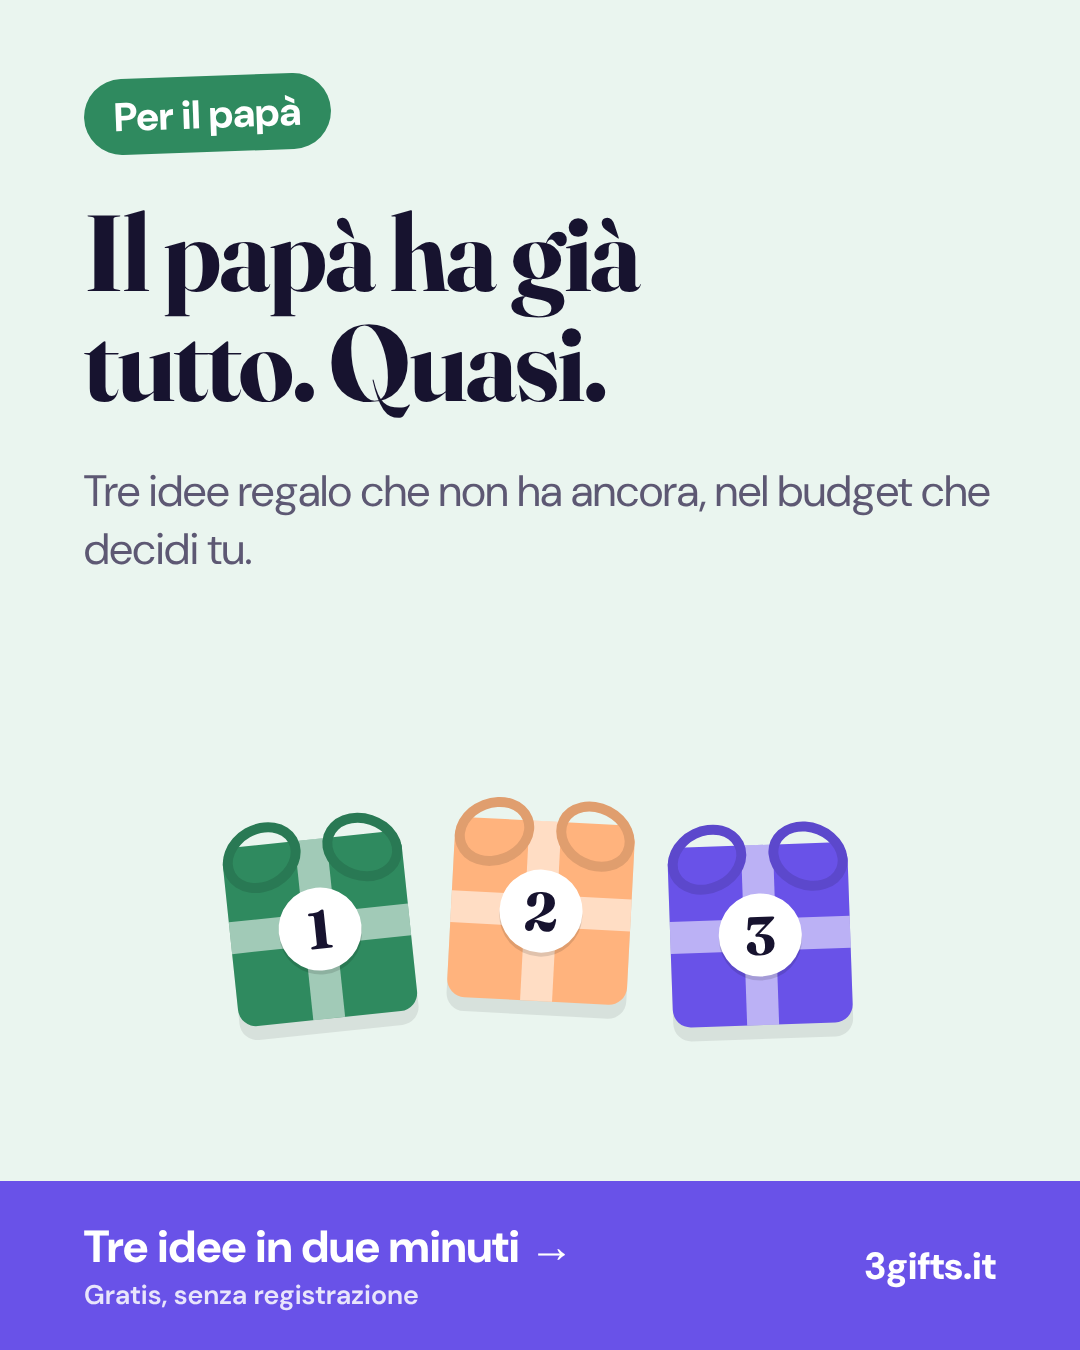 Per il papà
Il papà ha già
tutto. Quasi.
Tre idee regalo che non ha ancora, nel budget che
decidi tu.
1
2
3
Tre idee in due minuti →
Gratis, senza registrazione
3gifts.it